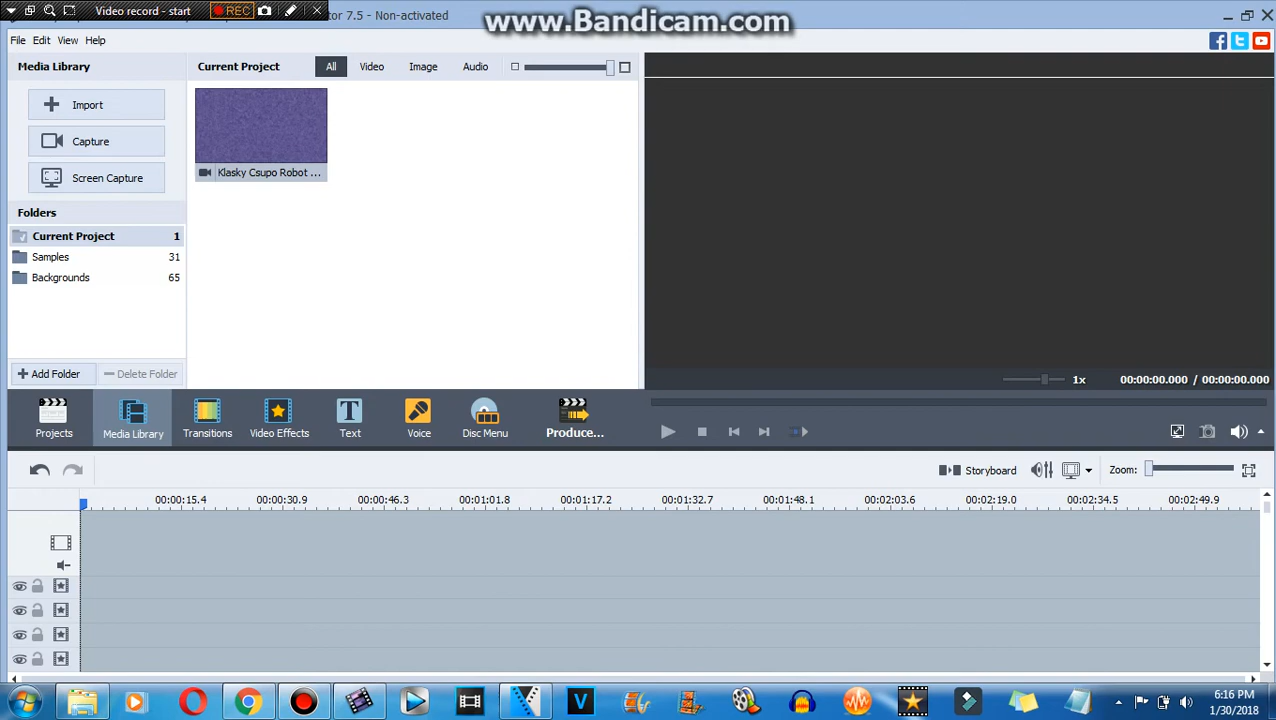 Video record - start
REC
tor 7.5 - Non-activated
www.Bandicam.com
File Edit View Help
Media Library
Current Project
All
Video
Image
Audio
Import
Capture
Screen Capture
Klasky Csupo Robot ...
Folders
Current Project 1
Samples 31
Backgrounds 65
Add Folder
Delete Folder
1x
00:00:00.000 / 00:00:00.000
Projects
Media Library
Transitions
Video Effects
Text
Voice
Disc Menu
Produce...
Storyboard
Zoom:
00:00:15.4 00:00:30.9 00:00:46.3 00:01:01.8 00:01:17.2 00:01:32.7 00:01:48.1 00:02:03.6 00:02:19.0 00:02:34.5 00:02:49.9
6:16 PM
1/30/2018